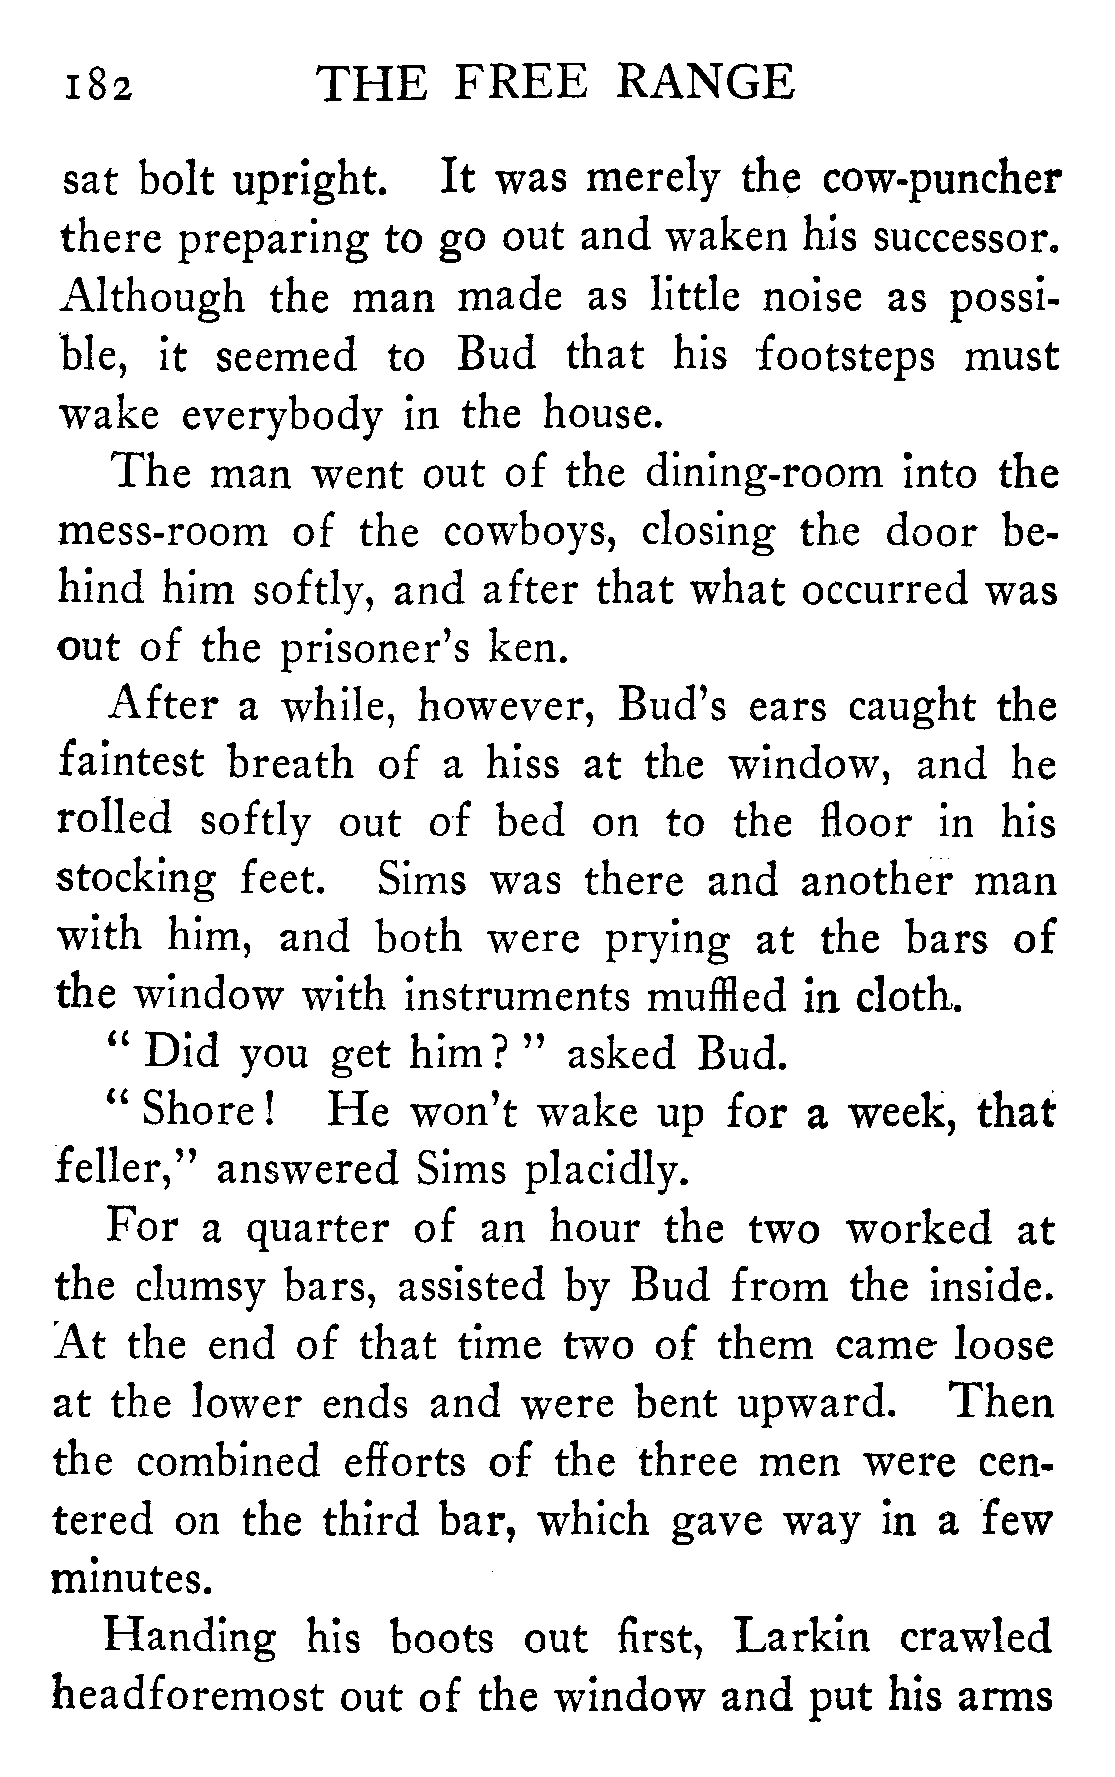 182 THE FREE RANGE
sat bolt upright. It was merely the cow-puncher
there preparing to go out and waken his successor.
Although the man made as little noise as possi-
ble, it seemed to Bud that his footsteps must
wake everybody in the house.
The man went out of the dining-room into the
mess-room of the cowboys, closing the door be-
hind him softly, and after that what occurred was
out of the prisoner's ken.
After a while, however, Bud's ears caught the
faintest breath of a hiss at the window, and he
rolled softly out of bed on to the floor in his
stocking feet. Sims was there and another man
with him, and both were prying at the bars of
the window with instruments muffled in cloth.
" Did you get him? " asked Bud.
" Shore! He won't wake up for a week, that
feller," answered Sims placidly.
For a quarter of an hour the two worked at
the clumsy bars, assisted by Bud from the inside.
At the end of that time two of them came loose
at the lower ends and were bent upward. Then
the combined efforts of the three men were cen-
tered on the third bar, which gave way in a few
minutes.
Handing his boots out first, Larkin crawled
headforemost out of the window and put his arms